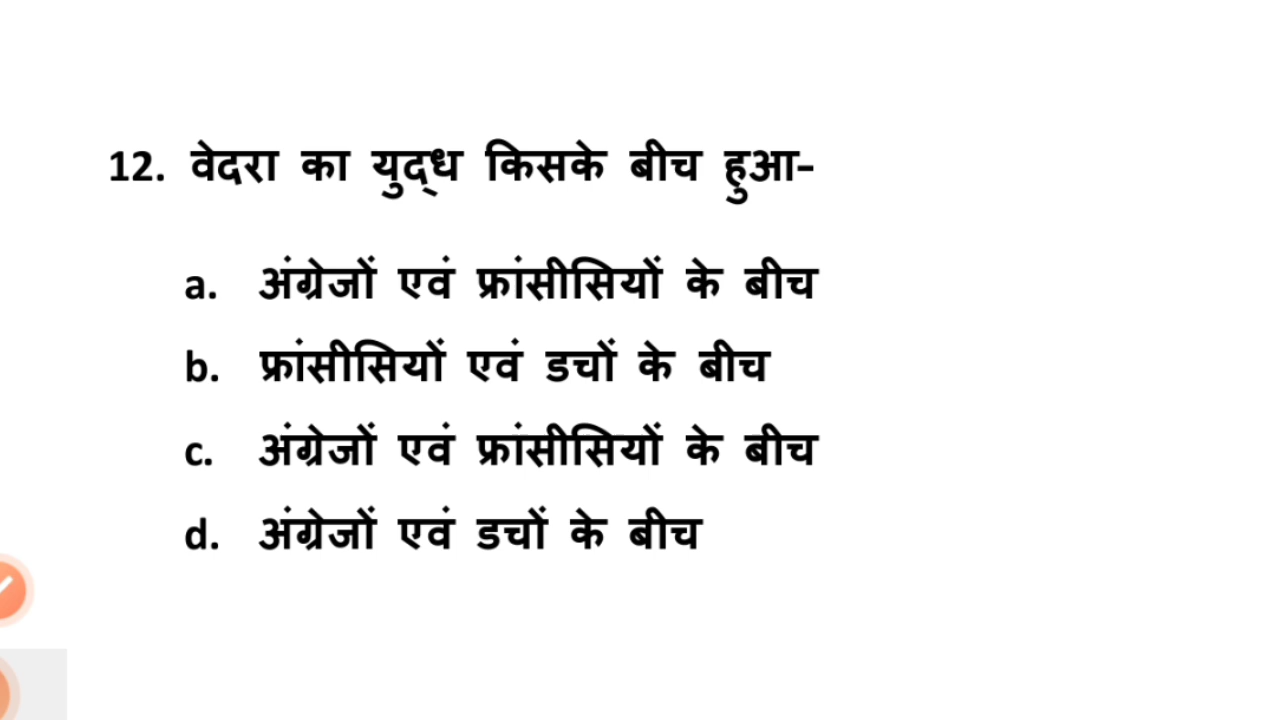 12. वेदरा का युद्‌ध किसके बीच हुआ-
a. अंग्रेजों एवं फ्रांसीसियों के बीच
b. फ्रांसीसियों एवं डचों के बीच
c. अंग्रेजों एवं फ्रांसीसियों के बीच
d. अंग्रेजों एवं डचों के बीच